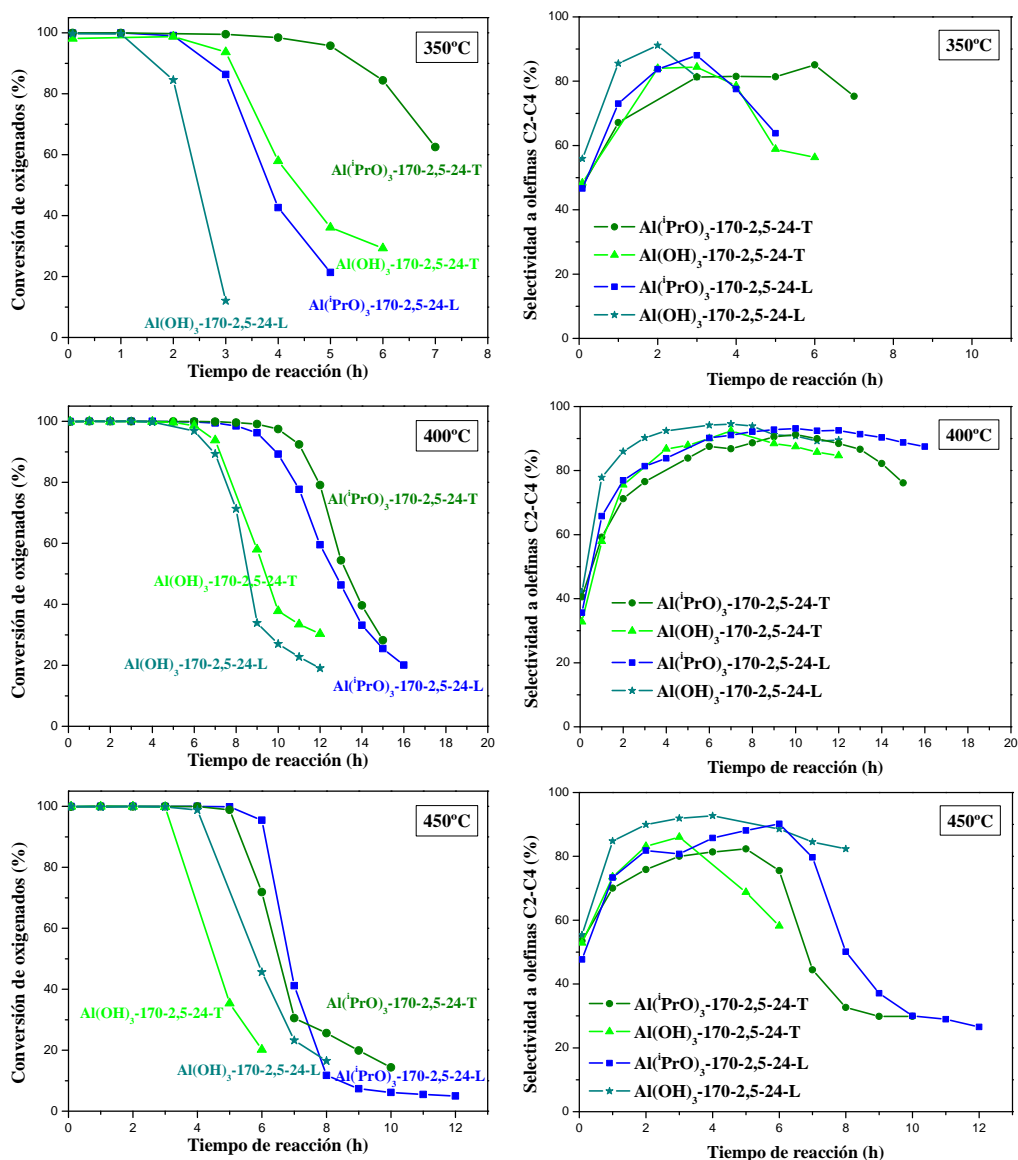 100
80
60
40
20
0
0 1 2 3 4 5 6 7 8
Conversión de oxigenados (%)
Tiempo de reacción (h)
350ºC
Al(ⁱPrO)₃-170-2,5-24-T
Al(OH)₃-170-2,5-24-T
Al(ⁱPrO)₃-170-2,5-24-L
Al(OH)₃-170-2,5-24-L
100
80
60
40
20
0
0 2 4 6 8 10
Selectividad a olefinas C2-C4 (%)
Tiempo de reacción (h)
350ºC
Al(ⁱPrO)₃-170-2,5-24-T
Al(OH)₃-170-2,5-24-T
Al(ⁱPrO)₃-170-2,5-24-L
Al(OH)₃-170-2,5-24-L
100
80
60
40
20
0
0 2 4 6 8 10 12 14 16 18 20
Conversión de oxigenados (%)
Tiempo de reacción (h)
400ºC
Al(ⁱPrO)₃-170-2,5-24-T
Al(OH)₃-170-2,5-24-T
Al(OH)₃-170-2,5-24-L
Al(ⁱPrO)₃-170-2,5-24-L
100
80
60
40
20
0
0 2 4 6 8 10 12 14 16 18 20
Selectividad a olefinas C2-C4 (%)
Tiempo de reacción (h)
400ºC
Al(ⁱPrO)₃-170-2,5-24-T
Al(OH)₃-170-2,5-24-T
Al(ⁱPrO)₃-170-2,5-24-L
Al(OH)₃-170-2,5-24-L
100
80
60
40
20
0
0 2 4 6 8 10 12
Conversión de oxigenados (%)
Tiempo de reacción (h)
450ºC
Al(ⁱPrO)₃-170-2,5-24-T
Al(OH)₃-170-2,5-24-T
Al(OH)₃-170-2,5-24-L
Al(ⁱPrO)₃-170-2,5-24-L
100
80
60
40
20
0
0 2 4 6 8 10 12
Selectividad a olefinas C2-C4 (%)
Tiempo de reacción (h)
450ºC
Al(ⁱPrO)₃-170-2,5-24-T
Al(OH)₃-170-2,5-24-T
Al(ⁱPrO)₃-170-2,5-24-L
Al(OH)₃-170-2,5-24-L